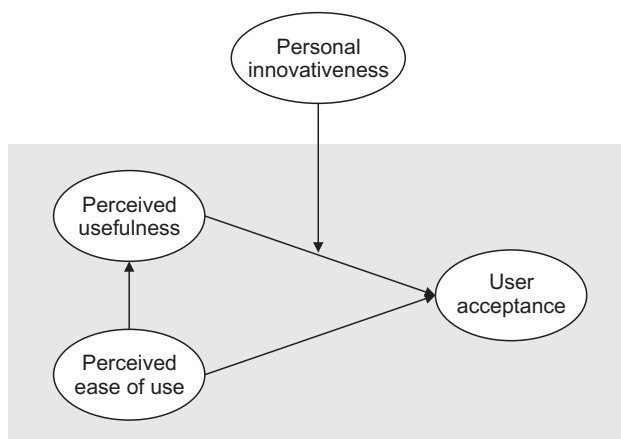 Personal
innovativeness
Perceived
usefulness
User
acceptance
Perceived
ease of use